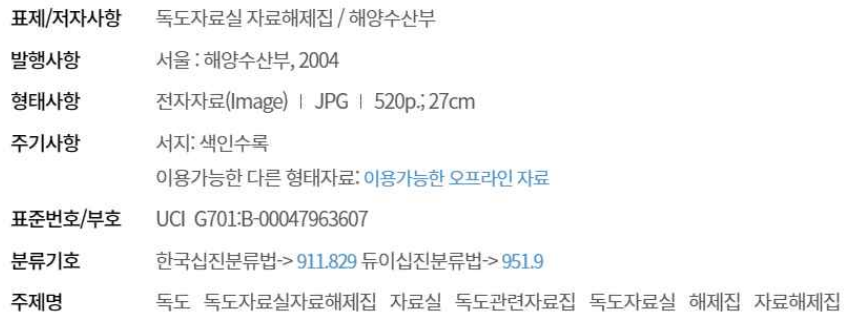 표제/저자사항 독도자료실 자료해제집 / 해양수산부
발행사항 서울 : 해양수산부, 2004
형태사항 전자자료(Image) ㅣ JPG ㅣ 520p.; 27cm
주기사항 서지: 색인수록
이용가능한 다른 형태자료: 이용가능한 오프라인 자료
표준번호/부호 UCI G701:B-00047963607
분류기호 한국십진분류법-> 911.829 듀이십진분류법-> 951.9
주제명 독도 독도자료실자료해제집 자료실 독도관련자료집 독도자료실 해제집 자료해제집